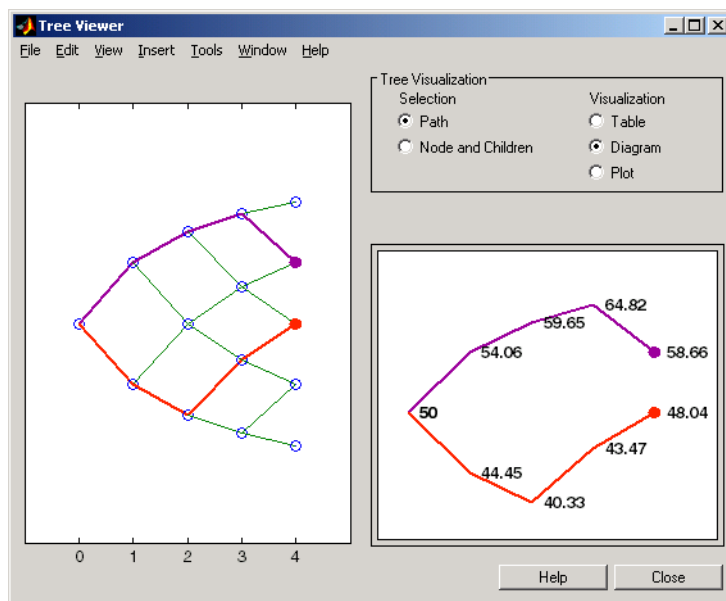 Tree Viewer
File Edit View Insert Tools Window Help
Tree Visualization
Selection
Visualization
Path
Table
Node and Children
Diagram
Plot
64.82
59.65
54.06
58.66
50
48.04
43.47
44.45
40.33
0 1 2 3 4
Help
Close